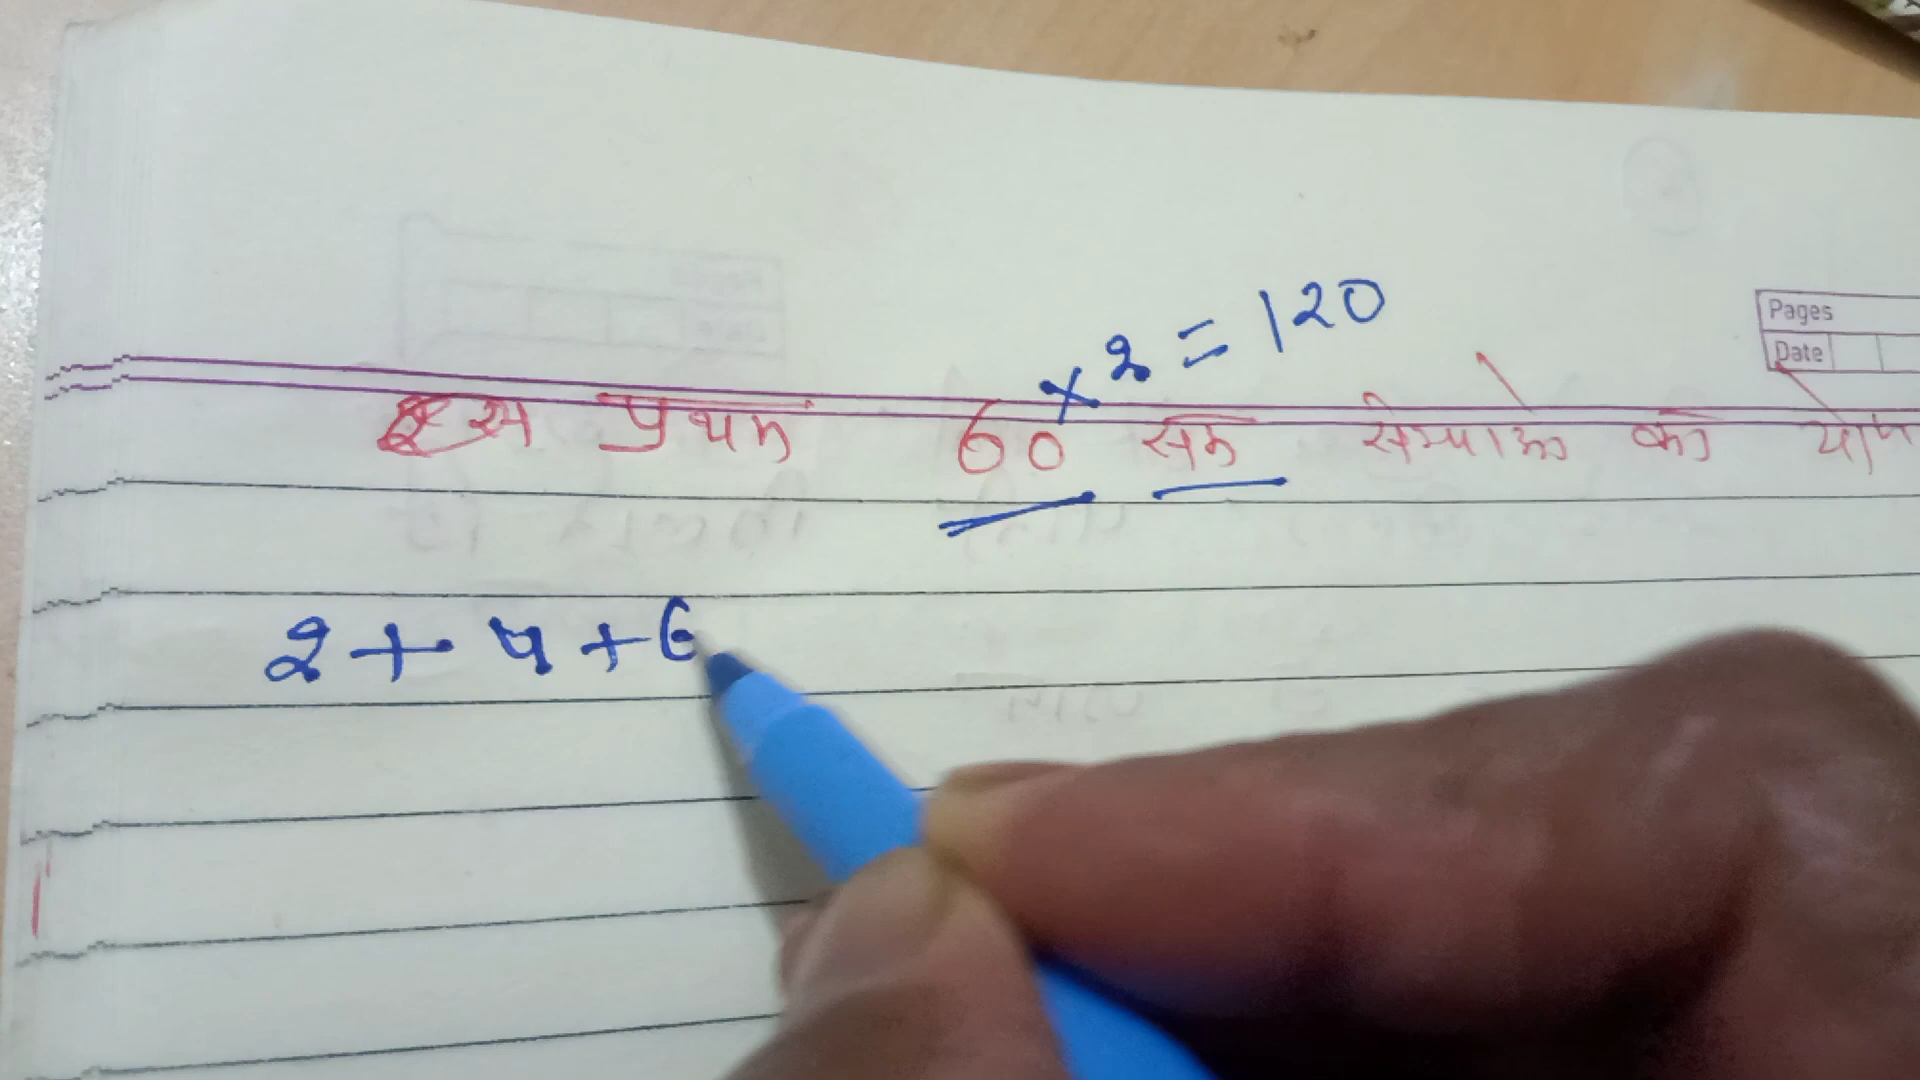 × 2 = 120
Pages
Date
प्रथम 60 सम संख्याओ का योग
2 + 4 + 6